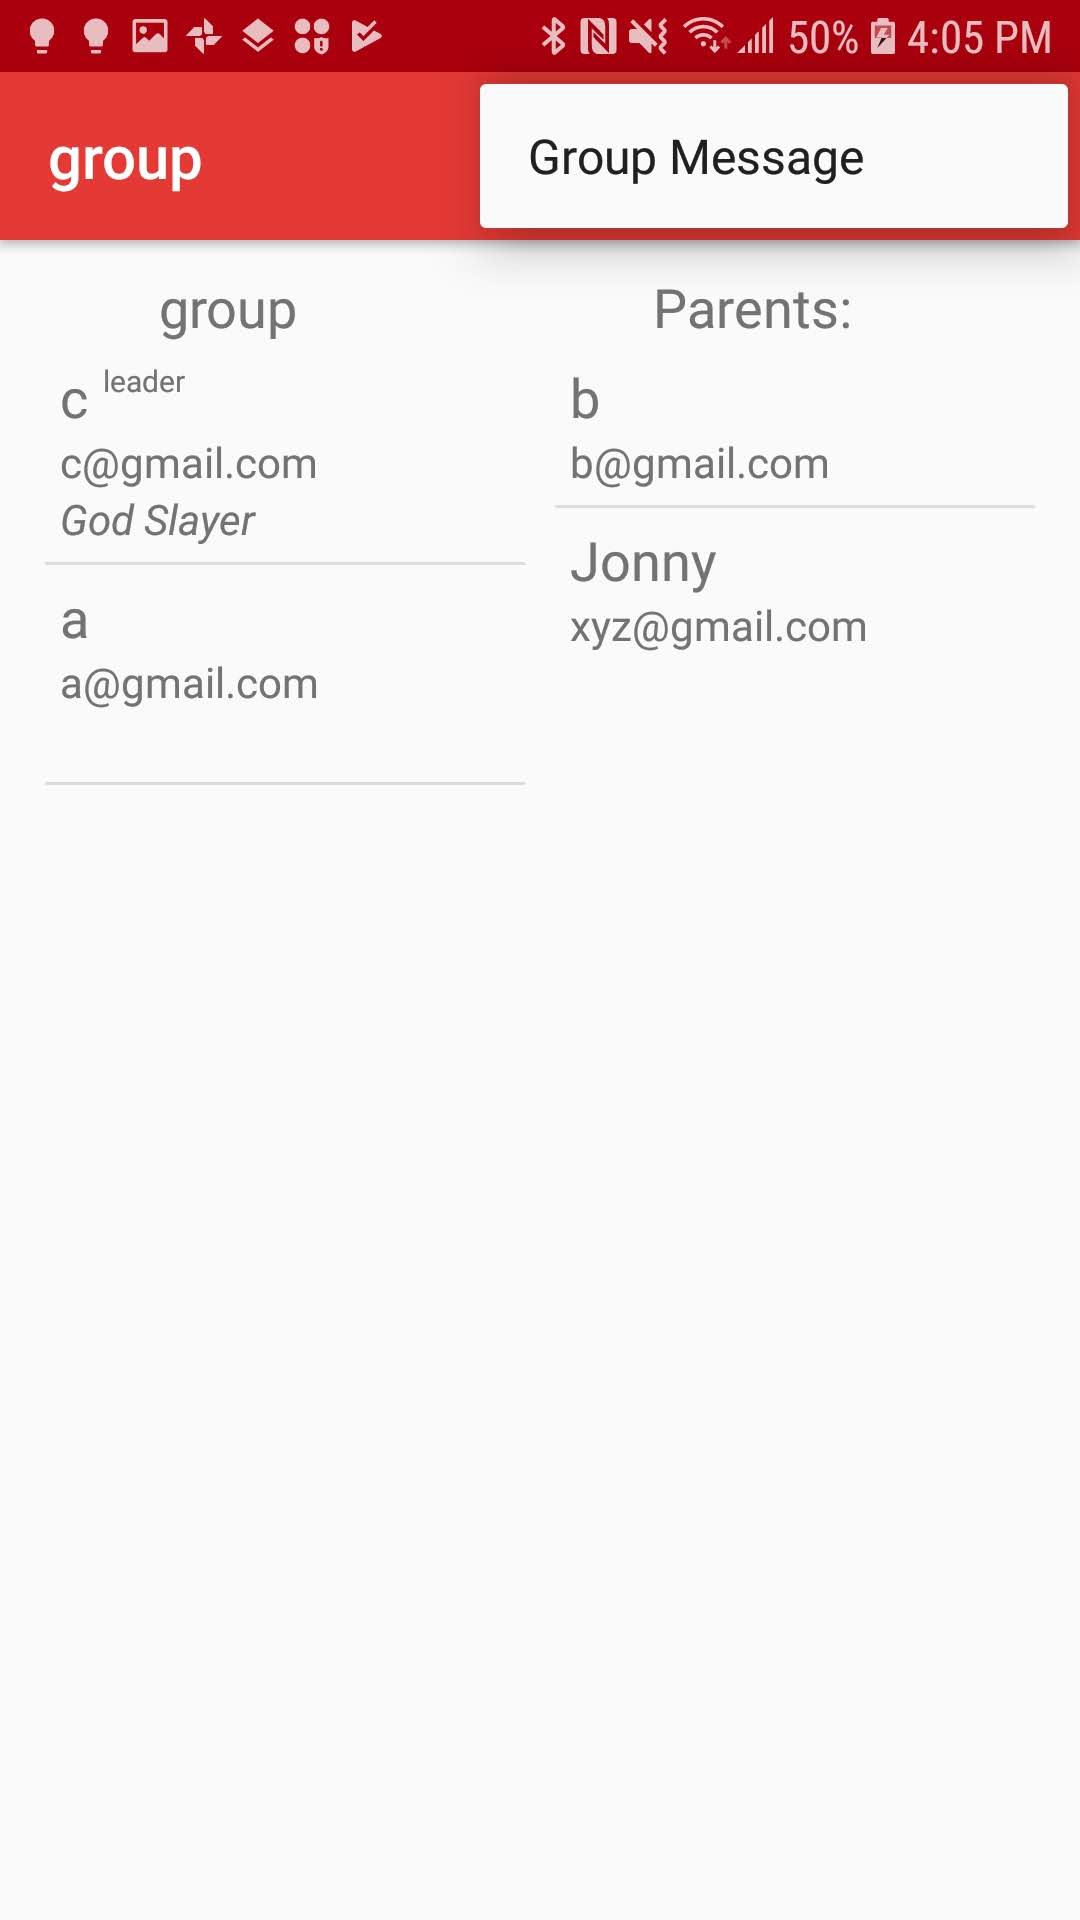 50% 4:05 PM
group
Group Message
group
c leader
c@gmail.com
God Slayer
a
a@gmail.com
Parents:
b
b@gmail.com
Jonny
xyz@gmail.com